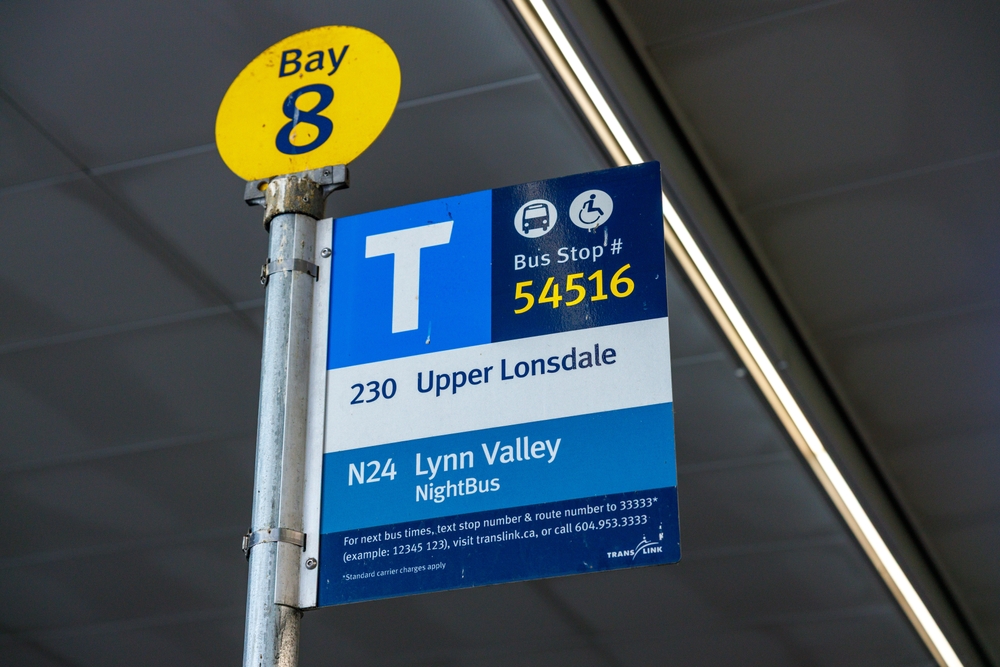 Bay
8
T
Bus Stop #
54516
230 Upper Lonsdale
N24 Lynn Valley
NightBus
For next bus times, text stop number & route number to 33333*
(example: 12345 123), visit translink.ca, or call 604.953.3333
*Standard carrier charges apply
TRANS LINK